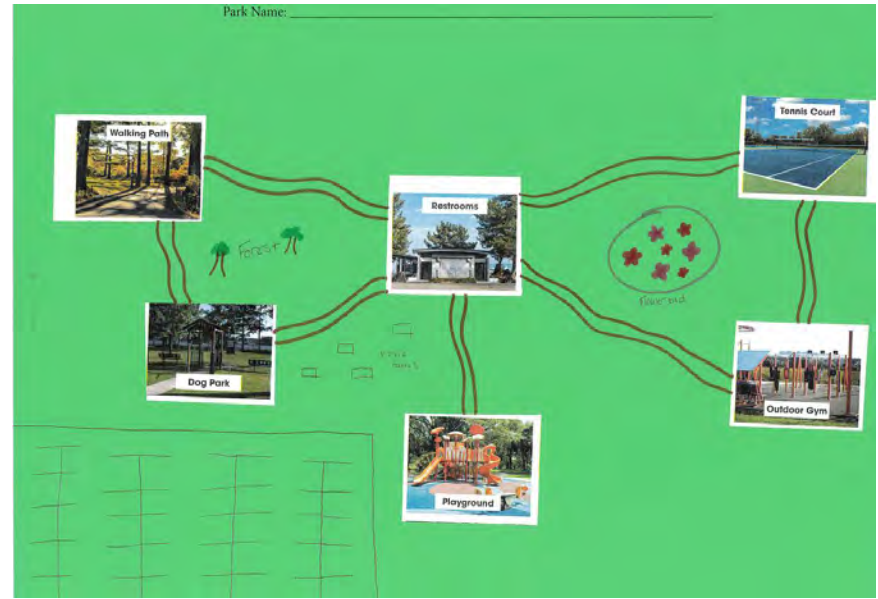 Park Name:
Walking Path
Tennis Court
Restrooms
Forest
Dog Park
Outdoor Gym
Playground